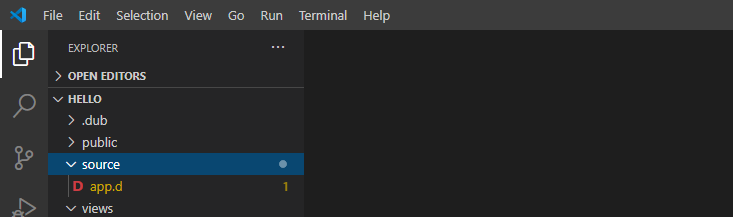 File Edit Selection View Go Run Terminal Help
EXPLORER ...
OPEN EDITORS
HELLO
.dub
public
source
D app.d 1
views